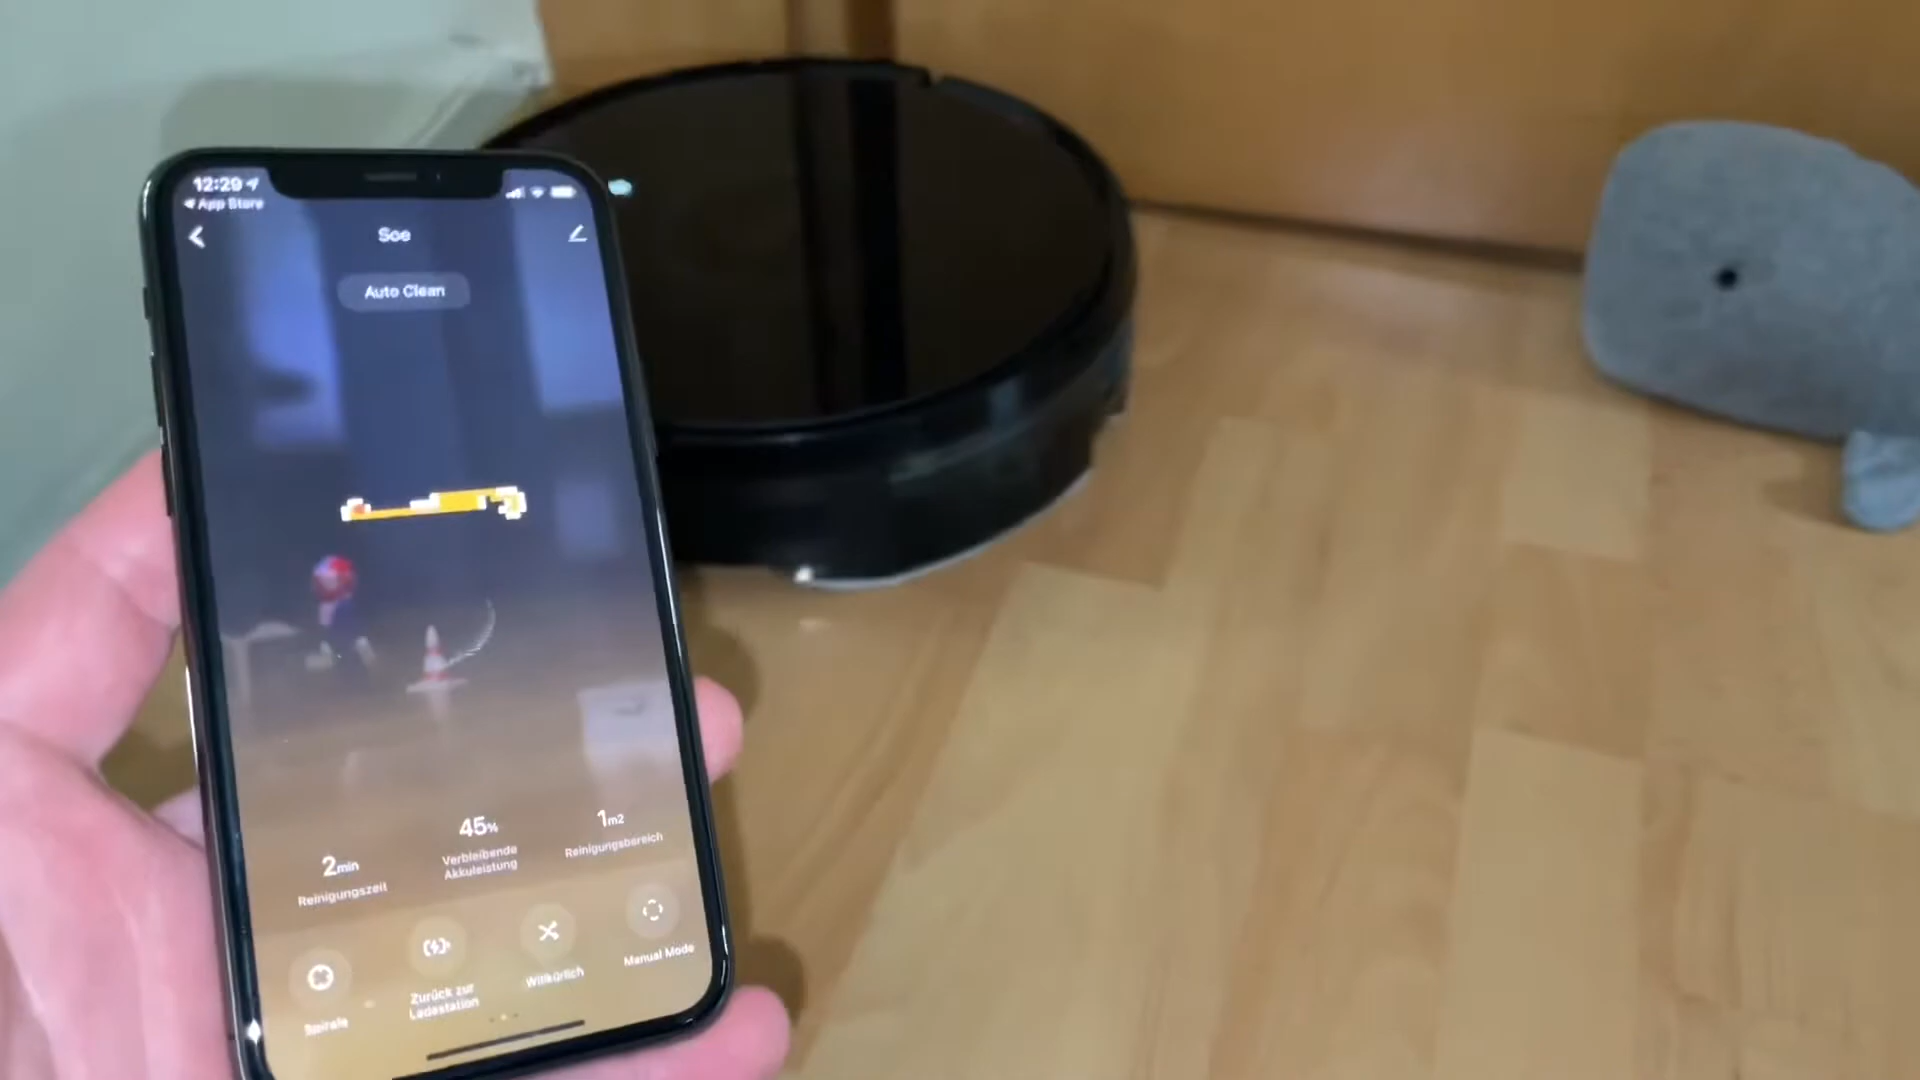 12:29
App Store
Soe
Auto Clean
2min
Reinigungszeit
45%
Verbleibende
Akkuleistung
1m2
Reinigungsbereich
Spirale
Zurück zur
Ladestation
Willkürlich
Manual Mode